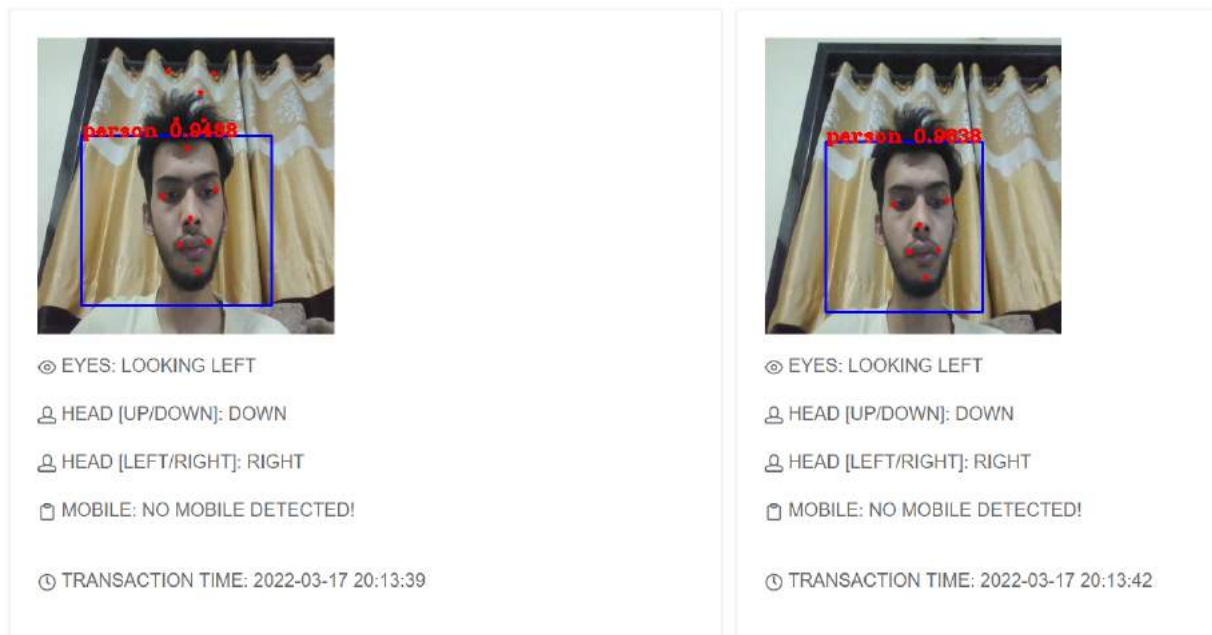 person 0.9488
EYES: LOOKING LEFT
HEAD [UP/DOWN]: DOWN
HEAD [LEFT/RIGHT]: RIGHT
MOBILE: NO MOBILE DETECTED!
TRANSACTION TIME: 2022-03-17 20:13:39
person 0.9638
EYES: LOOKING LEFT
HEAD [UP/DOWN]: DOWN
HEAD [LEFT/RIGHT]: RIGHT
MOBILE: NO MOBILE DETECTED!
TRANSACTION TIME: 2022-03-17 20:13:42